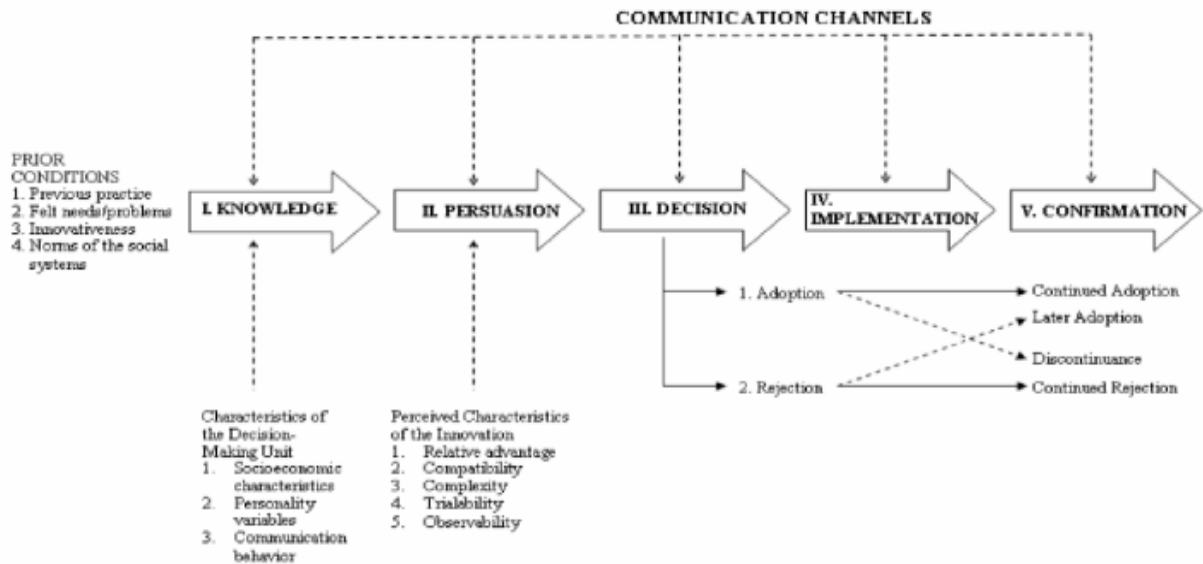 COMMUNICATION CHANNELS
PRIOR
CONDITIONS
1. Previous practice
2. Felt needs/problems
3. Innovativeness
4. Norms of the social
systems
I. KNOWLEDGE
II. PERSUASION
III. DECISION
IV.
IMPLEMENTATION
V. CONFIRMATION
1. Adoption
2. Rejection
Continued Adoption
Later Adoption
Discontinuance
Continued Rejection
Characteristics of
the Decision-
Making Unit
1. Socioeconomic
characteristics
2. Personality
variables
3. Communication
behavior
Perceived Characteristics
of the Innovation
1. Relative advantage
2. Compatibility
3. Complexity
4. Trialability
5. Observability